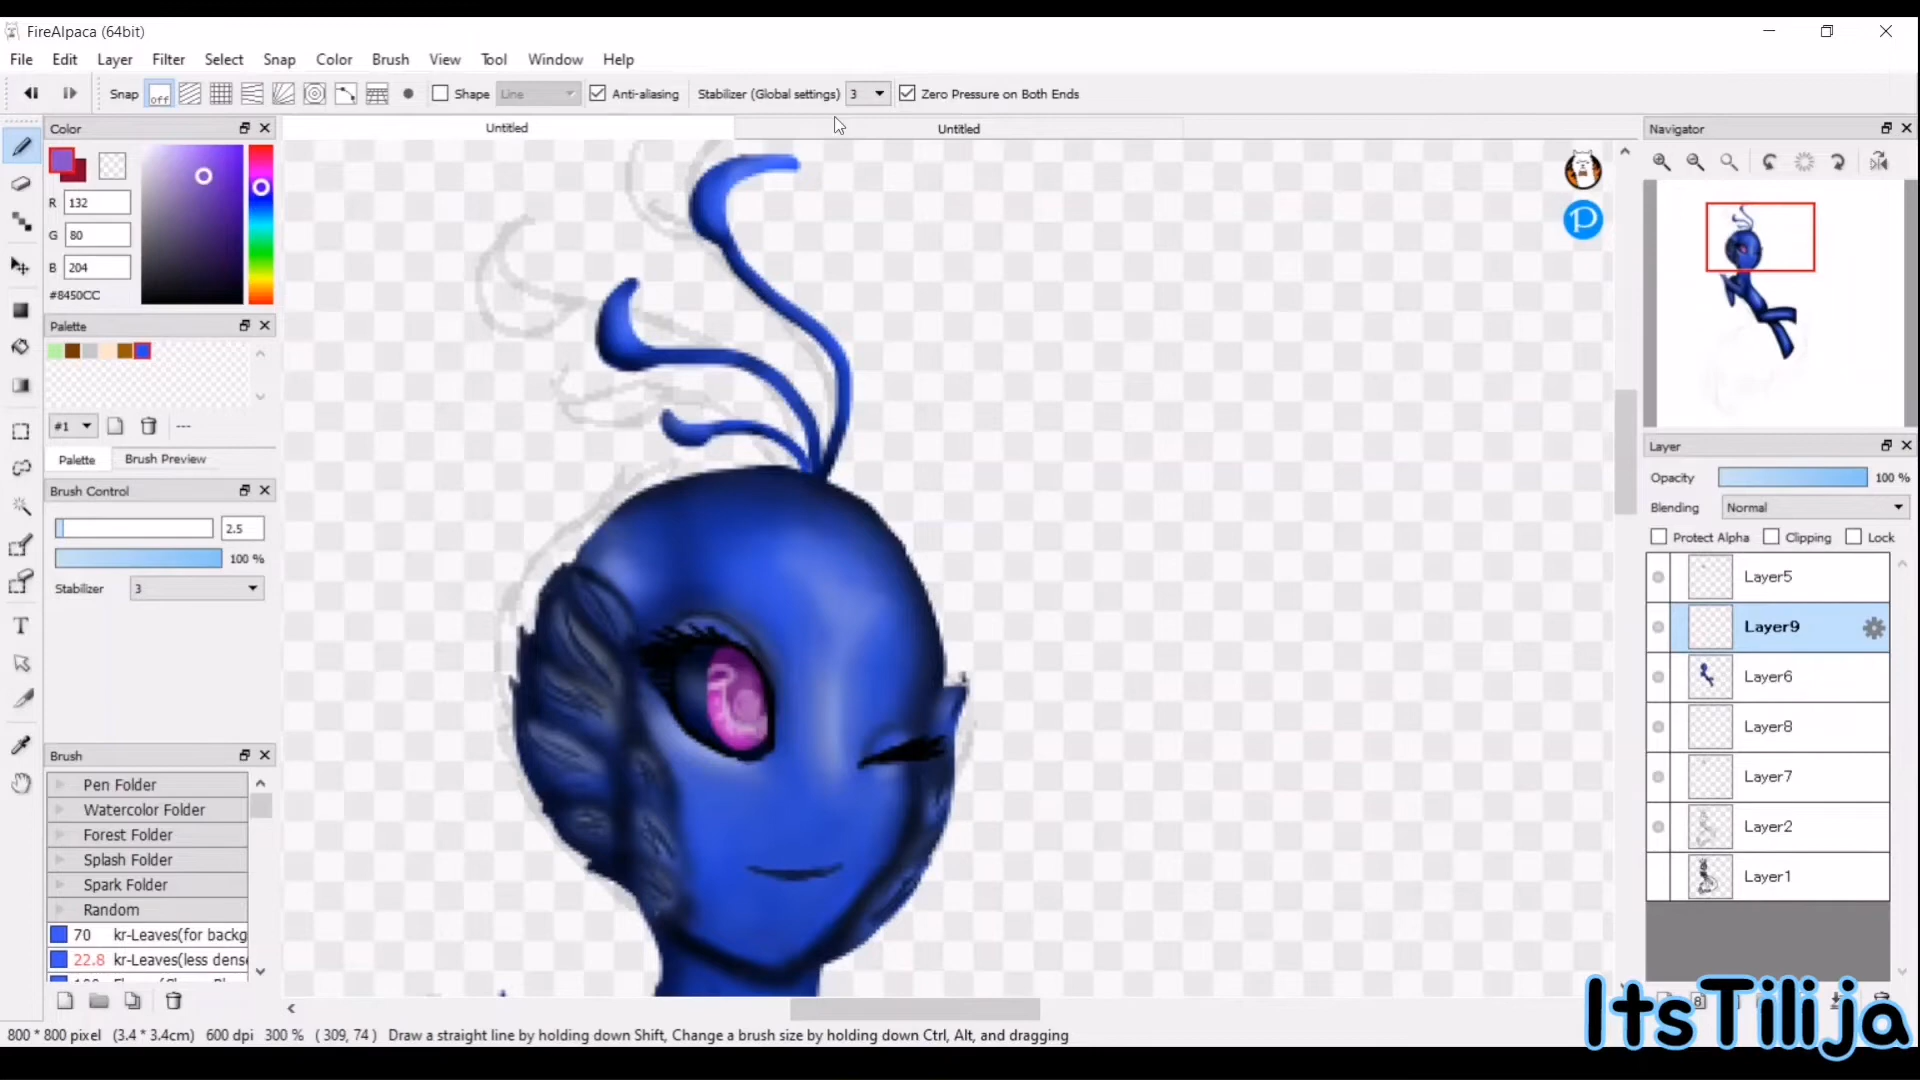 FireAlpaca (64bit)
File Edit Layer Filter Select Snap Color Brush View Tool Window Help
Snap off Shape Line Anti-aliasing Stabilizer (Global settings) 3 Zero Pressure on Both Ends
Color
Untitled
Untitled
Navigator
R 132
G 80
B 204
#8450CC
Palette
#1 ---
Palette Brush Preview
Brush Control
2.5
100 %
Stabilizer 3
Brush
Pen Folder
Watercolor Folder
Forest Folder
Splash Folder
Spark Folder
Random
70 kr-Leaves(for backg
22.8 kr-Leaves(less dense
P
Layer
Opacity 100 %
Blending Normal
Protect Alpha Clipping Lock
Layer5
Layer9
Layer6
Layer8
Layer7
Layer2
Layer1
800 * 800 pixel (3.4 * 3.4cm) 600 dpi 300 % ( 309, 74 ) Draw a straight line by holding down Shift, Change a brush size by holding down Ctrl, Alt, and dragging
ItsTilija